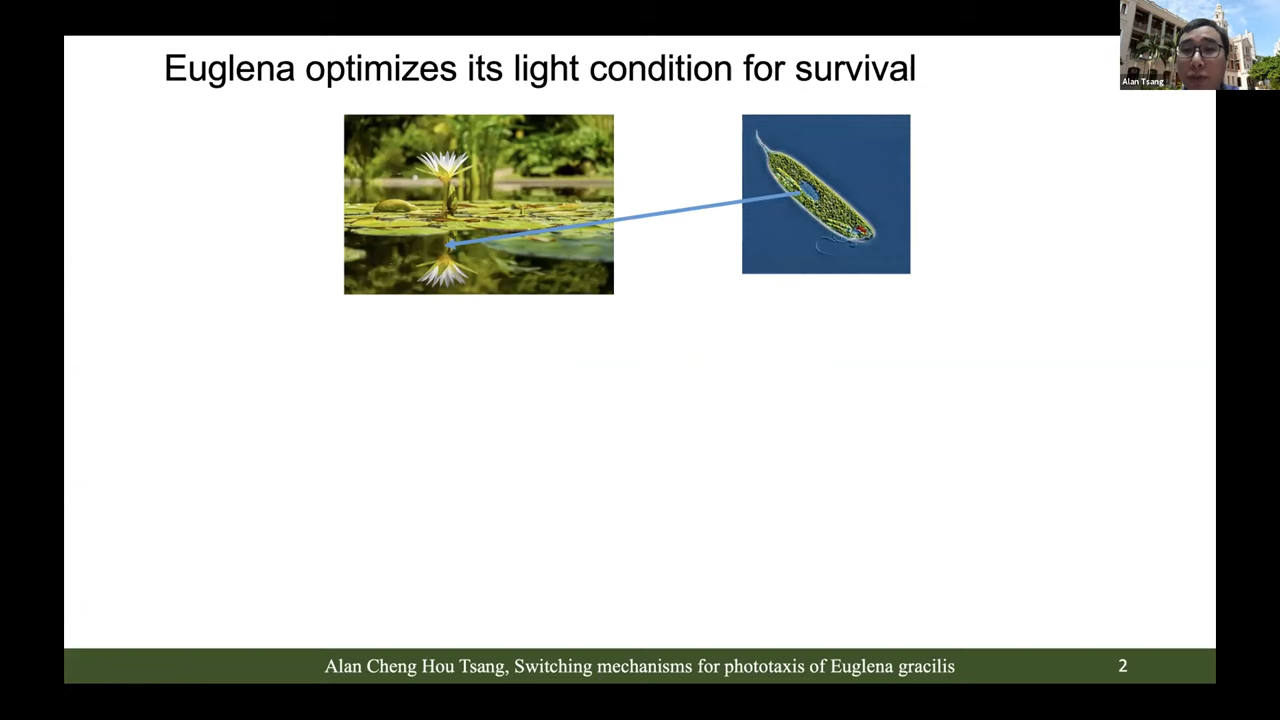 Euglena optimizes its light condition for survival
Alan Tsang
Alan Cheng Hou Tsang, Switching mechanisms for phototaxis of Euglena gracilis
2